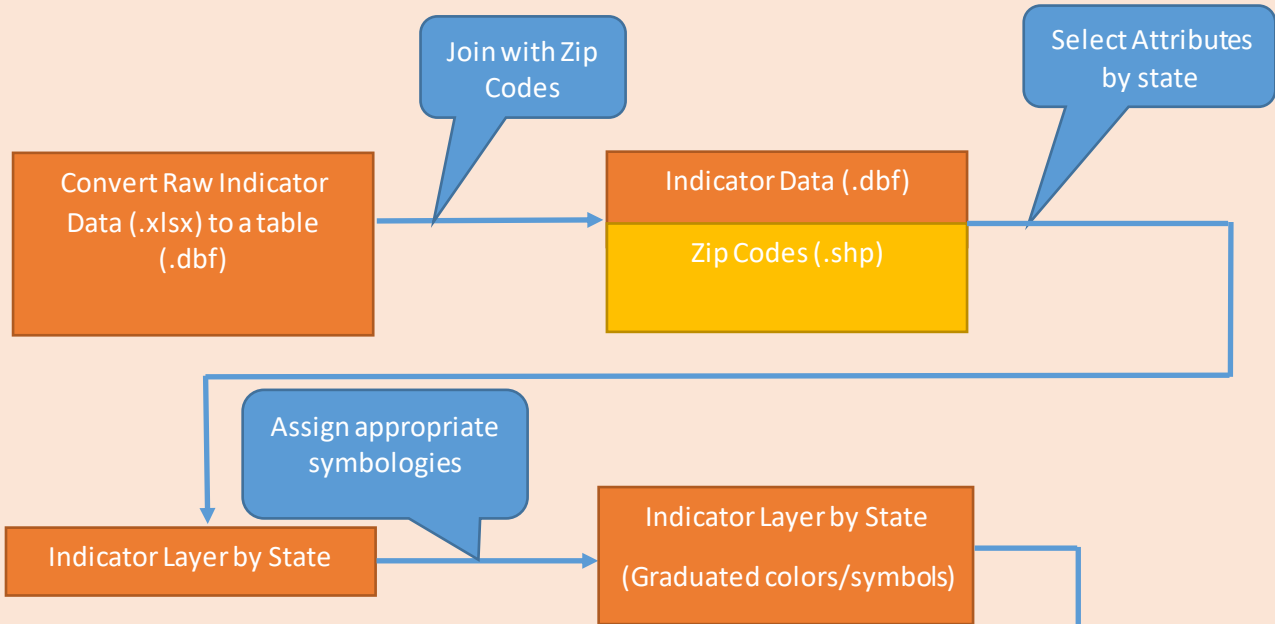 Join with Zip
Codes
Select Attributes
by state
Convert Raw Indicator
Data (.xlsx) to a table
(.dbf)
Indicator Data (.dbf)
Zip Codes (.shp)
Assign appropriate
symbologies
Indicator Layer by State
Indicator Layer by State
(Graduated colors/symbols)